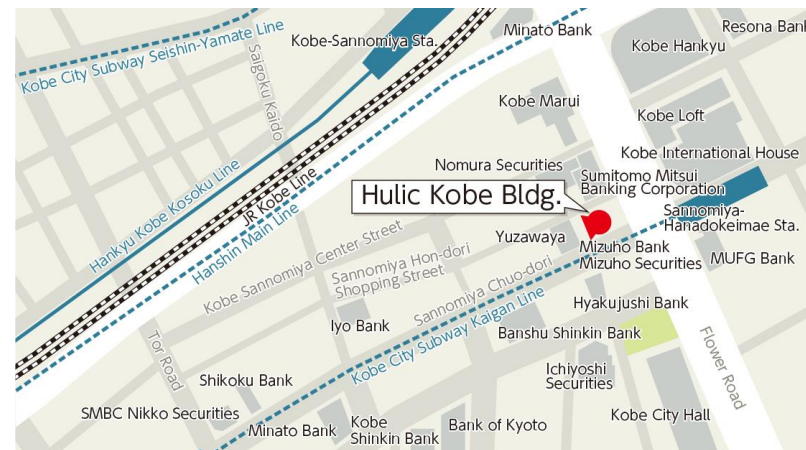 Minato Bank
Resona Bank
Kobe-Sannomiya Sta.
Kobe Hankyu
Kobe City Subway Seishin-Yamate Line
Saigoku Kaido
Kobe Marui
Kobe Loft
Kobe International House
Nomura Securities
Sumitomo Mitsui
Banking Corporation
Hankyu Kobe Kosoku Line
JR Kobe Line
Hanshin Main Line
Hulic Kobe Bldg.
Sannomiya-
Hanadokeimae Sta.
Kobe Sannomiya Center Street
Yuzawaya
Mizuho Bank
Mizuho Securities
MUFG Bank
Sannomiya Hon-dori
Shopping Street
Sannomiya Chuo-dori
Hyakujushi Bank
Iyo Bank
Kobe City Subway Kaigan Line
Banshu Shinkin Bank
Flower Road
Tor Road
Ichiyoshi
Securities
Shikoku Bank
SMBC Nikko Securities
Minato Bank
Kobe
Shinkin Bank
Bank of Kyoto
Kobe City Hall